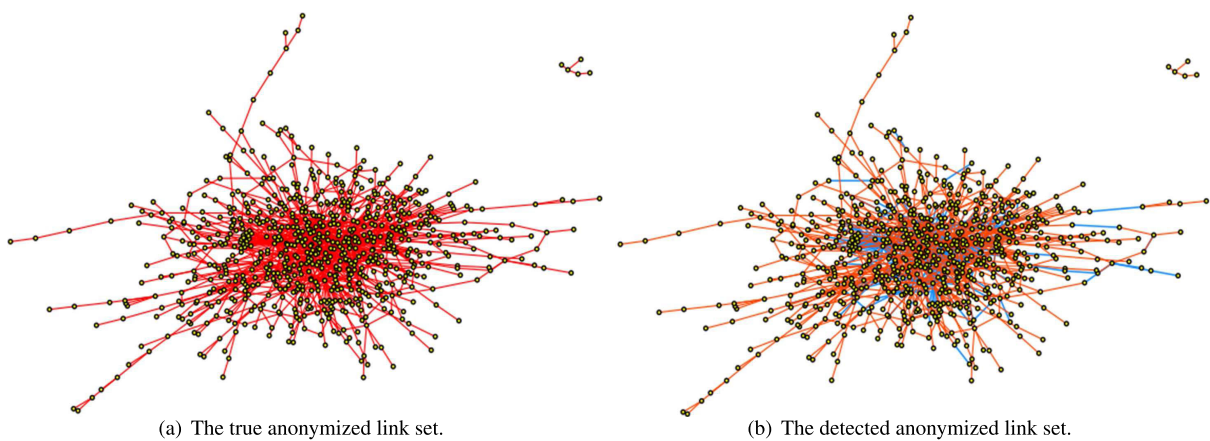 (a) The true anonymized link set.
(b) The detected anonymized link set.